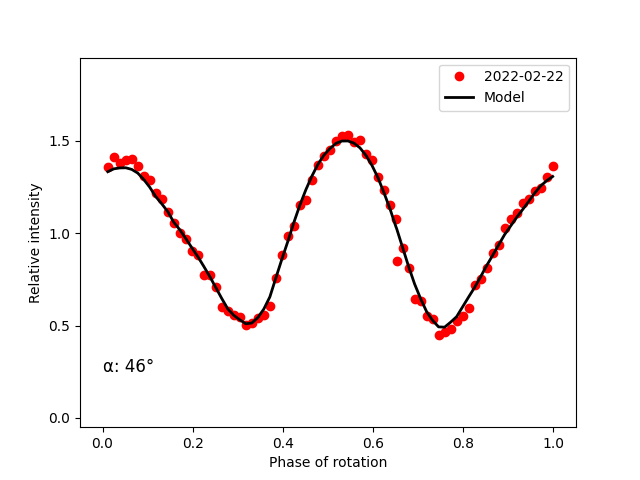 2022-02-22
Model
1.5
1.0
0.5
0.0
Relative intensity
α: 46°
0.0 0.2 0.4 0.6 0.8 1.0
Phase of rotation